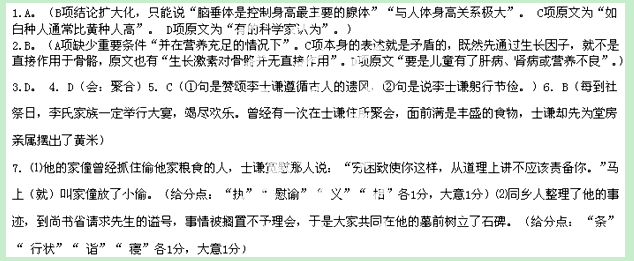 1.A。（B项结论扩大化，只能说“脑垂体是控制身高最主要的腺体”“与人体身高关系极大”。 C项原文为“如
白种人通常比黄种人高”。 D项原文为“有的科学家认为”。）
2.B。（A项缺少重要条件“并在营养充足的情况下”。C项本身的表达就是矛盾的，既然先通过生长因子，就不是
直接作用于骨骼，原文也有“生长激素对骨骼并无直接作用”。D项原文“要是儿童有了肝病、肾病或营养不良”。）
3.D。 4.D（会：聚合）5.C（①句是赞颂李士谦遵循古人的遗风，②句是说李士谦躬行节俭。）6.B（每到社
祭日，李氏家族一定举行大宴，竭尽欢乐。曾经有一次在士谦住所聚会，面前满是丰盛的食物，士谦却先为堂房
亲属摆出了黄米）
7.⑴他的家僮曾经抓住偷他家粮食的人，士谦宽慰那人说：“穷困致使你这样，从道理上讲不应该责备你。”马
上（就）叫家僮放了小偷。（给分点：“执”“慰谕”“义”“相”各1分，大意1分）⑵同乡人整理了他的事
迹，到尚书省请求先生的谥号，事情被搁置不予理会，于是大家共同在他的墓前树立了石碑。（给分点：“条”
“行状”“诣”“寝”各1分，大意1分）